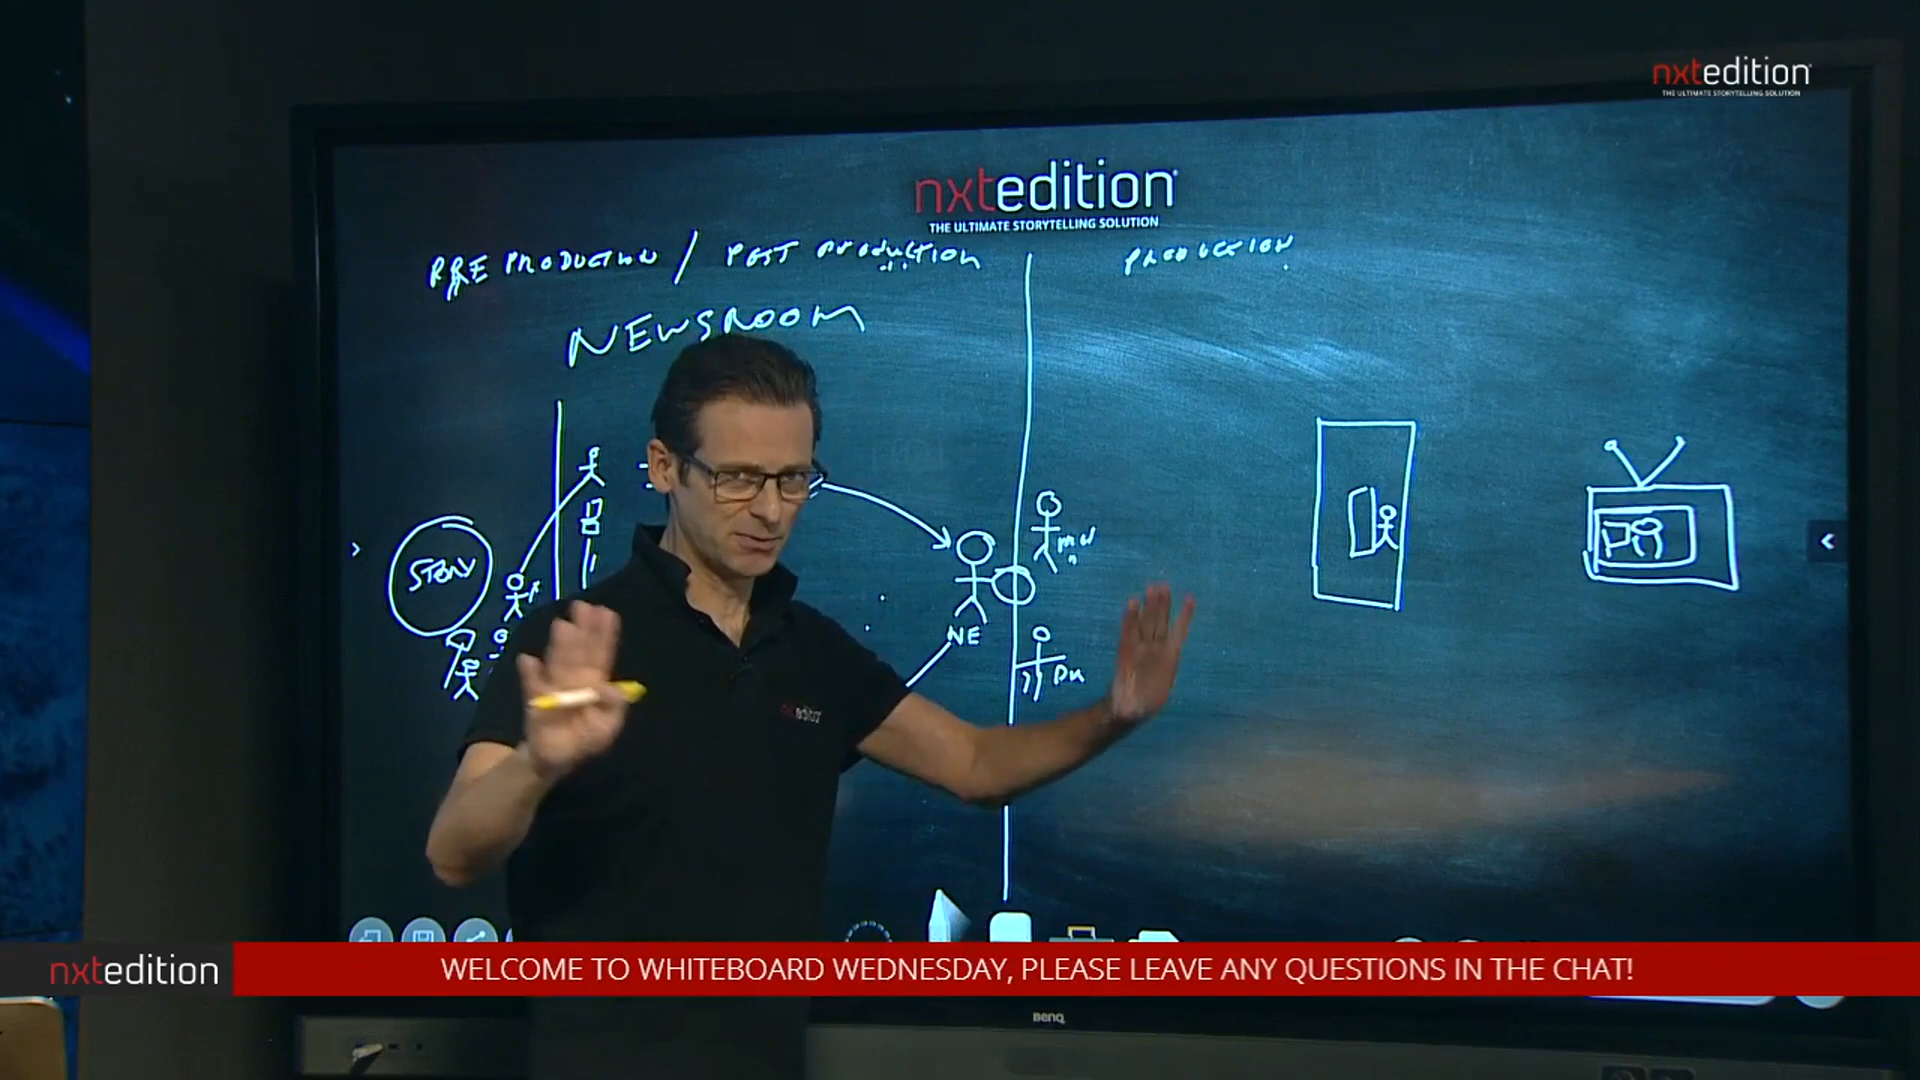 nxtedition
THE ULTIMATE STORYTELLING SOLUTION
nxtedition
THE ULTIMATE STORYTELLING SOLUTION
PRE PRODUCTION / POST PRODUCTION
PRODUCTION
NEWSROOM
STORY
NE
nxtedition
nxtedition
WELCOME TO WHITEBOARD WEDNESDAY, PLEASE LEAVE ANY QUESTIONS IN THE CHAT!
BenQ